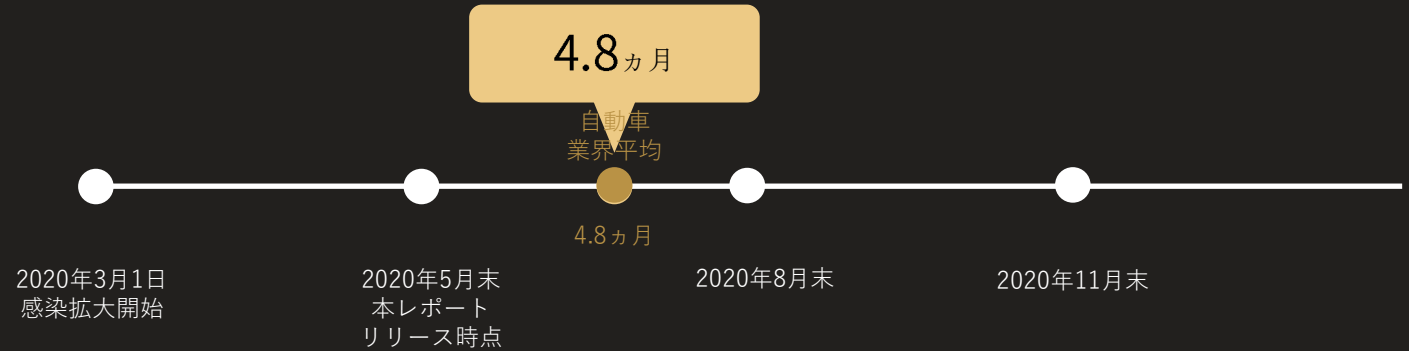 4.8ヵ月
自動車
業界平均
4.8ヵ月
2020年3月1日
感染拡大開始
2020年5月末
本レポート
リリース時点
2020年8月末
2020年11月末